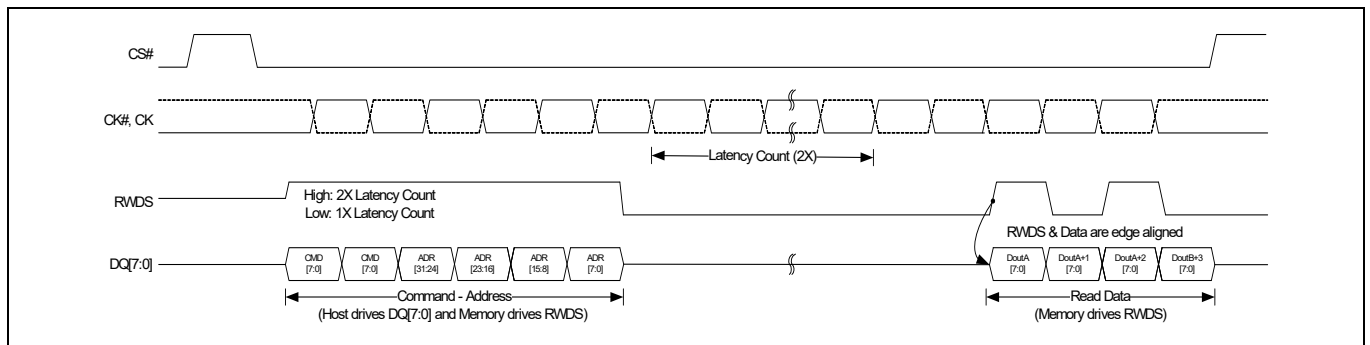 CS#
CK#, CK
Latency Count (2X)
RWDS
High: 2X Latency Count
Low: 1X Latency Count
RWDS & Data are edge aligned
DQ[7:0]
CMD [7:0]
CMD [7:0]
ADR [31:24]
ADR [23:16]
ADR [15:8]
ADR [7:0]
DoutA [7:0]
DoutA+1 [7:0]
DoutA+2 [7:0]
DoutB+3 [7:0]
Command - Address
(Host drives DQ[7:0] and Memory drives RWDS)
Read Data
(Memory drives RWDS)